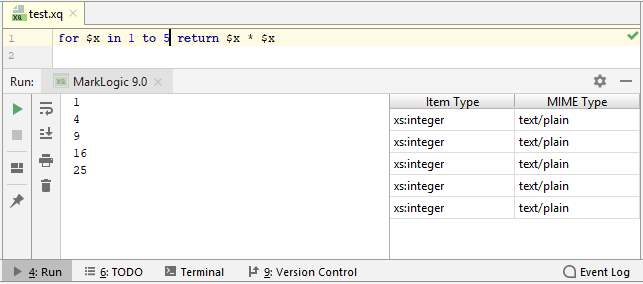 test.xq
1 for $x in 1 to 5 return $x * $x
2
Run: MarkLogic 9.0
1
4
9
16
25
Item Type MIME Type
xs:integer text/plain
xs:integer text/plain
xs:integer text/plain
xs:integer text/plain
xs:integer text/plain
4: Run 6: TODO Terminal 9: Version Control Event Log